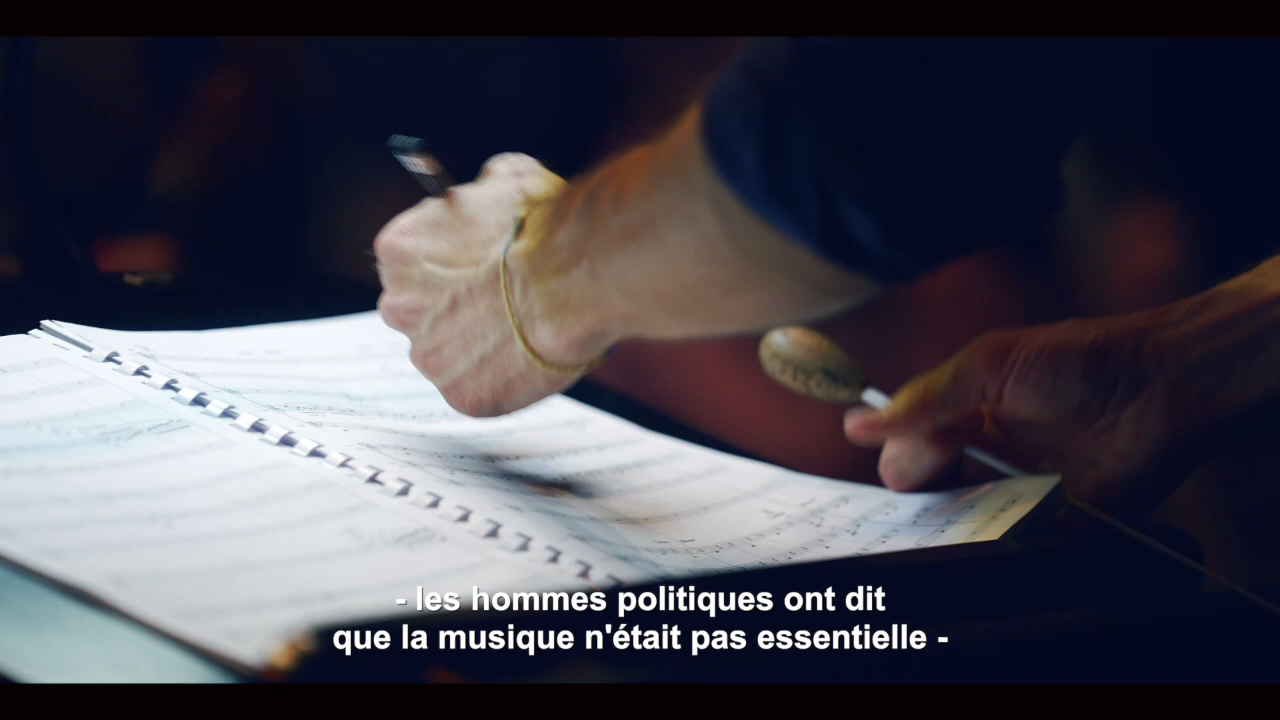 - les hommes politiques ont dit
que la musique n'était pas essentielle -